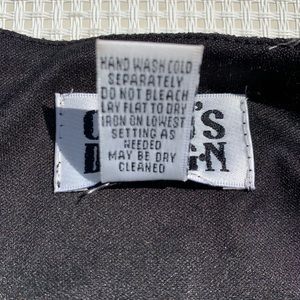 HAND WASH COLD
SEPARATELY
DO NOT BLEACH
LAY FLAT TO DRY
IRON ON LOWEST
SETTING AS
NEEDED
MAY BE DRY
CLEANED